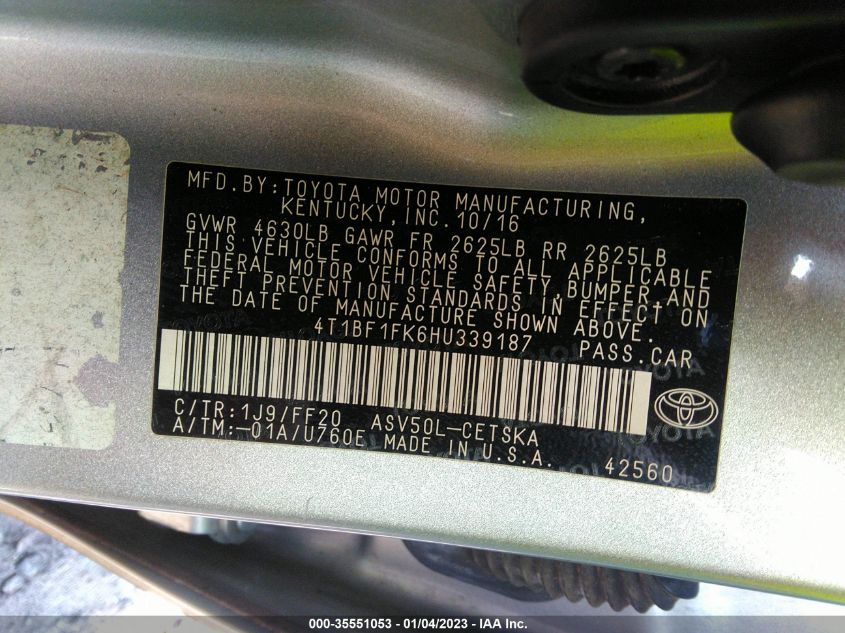 MFD.BY:TOYOTA MOTOR MANUFACTURING,
KENTUCKY,INC.10/16
GVWR 4630LB GAWR FR 2625LB RR 2625LB
THIS VEHICLE CONFORMS TO ALL APPLICABLE
FEDERAL MOTOR VEHICLE SAFETY,BUMPER,AND
THEFT PREVENTION STANDARDS IN EFFECT ON
THE DATE OF MANUFACTURE SHOWN ABOVE.
4T1BF1FK6HU339187 PASS.CAR
C/TR:1J9/FF20 ASV50L-CETSKA
A/TM:-01A/U760E MADE IN U.S.A. 42560
000-35551053 - 01/04/2023 - IAA Inc.